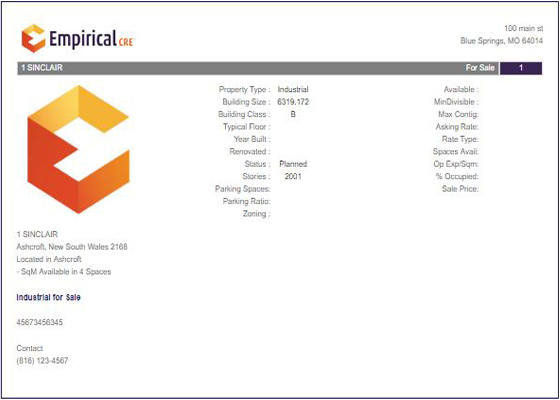 Empirical CRE
100 main st
Blue Springs, MO 64014
1 SINCLAIR For Sale 1
Property Type : Industrial
Building Size : 6319.172
Building Class : B
Typical Floor :
Year Built :
Renovated :
Status : Planned
Stories : 2001
Parking Spaces:
Parking Ratio:
Zoning :
Available :
MinDivisible :
Max Contig:
Asking Rate:
Rate Type:
Spaces Avail:
Op Exp/Sqm:
% Occupied:
Sale Price:
1 SINCLAIR
Ashcroft, New South Wales 2168
Located in Ashcroft
- SqM Available in 4 Spaces
Industrial for Sale
45673456345
Contact
(816) 123-4567